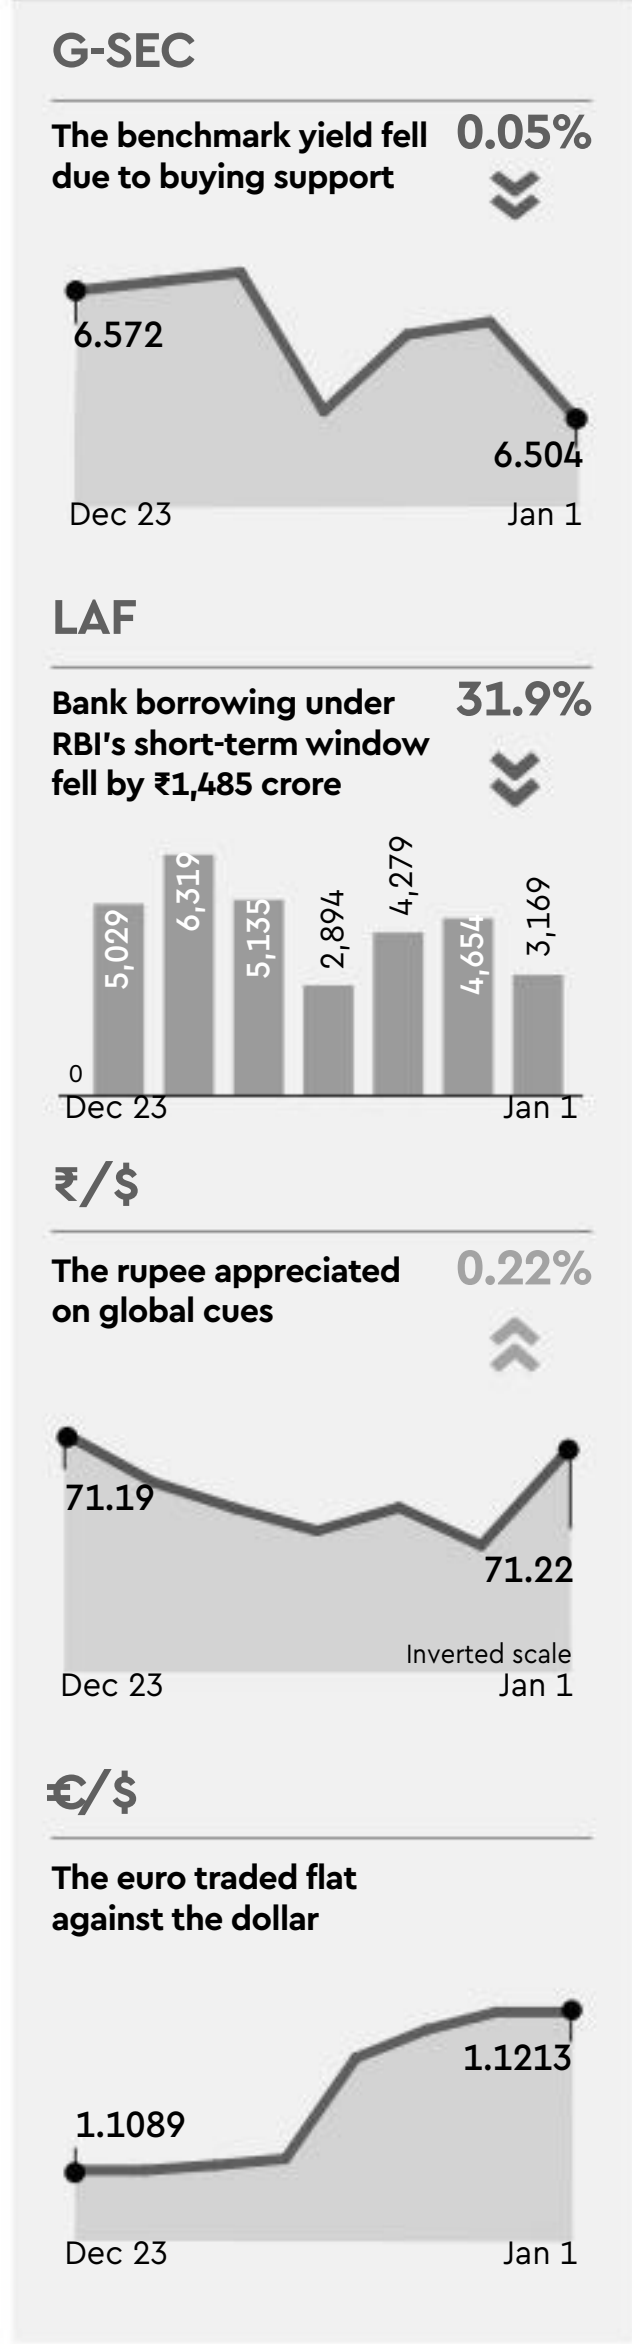 G-SEC
The benchmark yield fell
due to buying support
0.05%
6.572
6.504
Dec 23
Jan 1
LAF
Bank borrowing under
RBI's short-term window
fell by ₹1,485 crore
31.9%
5,029
6,319
5,135
2,894
4,279
4,654
3,169
0
Dec 23
Jan 1
₹/$
The rupee appreciated
on global cues
0.22%
71.19
71.22
Inverted scale
Dec 23
Jan 1
€/$
The euro traded flat
against the dollar
1.1089
1.1213
Dec 23
Jan 1